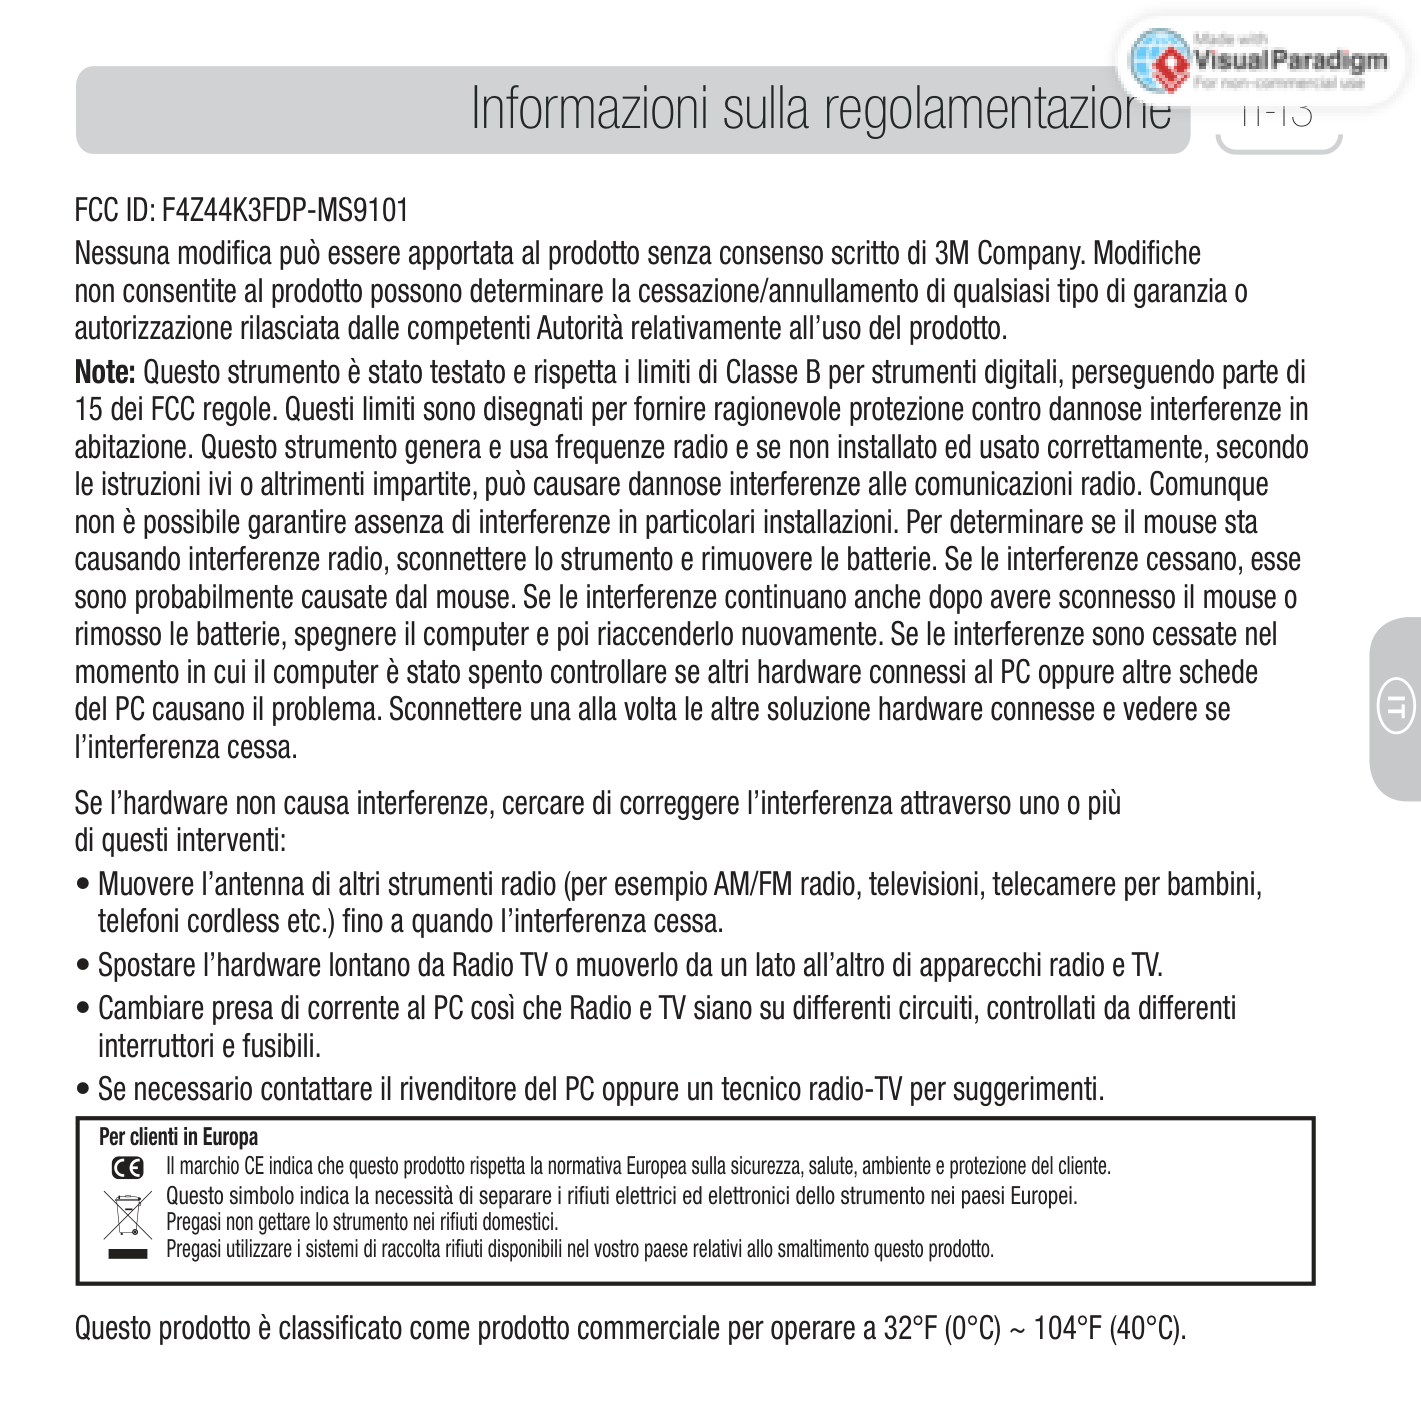 Made with
Visual Paradigm
For non-commercial use
Informazioni sulla regolamentazione
11-13
FCC ID: F4Z44K3FDP-MS9101
Nessuna modifica può essere apportata al prodotto senza consenso scritto di 3M Company. Modifiche
non consentite al prodotto possono determinare la cessazione/annullamento di qualsiasi tipo di garanzia o
autorizzazione rilasciata dalle competenti Autorità relativamente all’uso del prodotto.
Note: Questo strumento è stato testato e rispetta i limiti di Classe B per strumenti digitali, perseguendo parte di
15 dei FCC regole. Questi limiti sono disegnati per fornire ragionevole protezione contro dannose interferenze in
abitazione. Questo strumento genera e usa frequenze radio e se non installato ed usato correttamente, secondo
le istruzioni ivi o altrimenti impartite, può causare dannose interferenze alle comunicazioni radio. Comunque
non è possibile garantire assenza di interferenze in particolari installazioni. Per determinare se il mouse sta
causando interferenze radio, sconnettere lo strumento e rimuovere le batterie. Se le interferenze cessano, esse
sono probabilmente causate dal mouse. Se le interferenze continuano anche dopo avere sconnesso il mouse o
rimosso le batterie, spegnere il computer e poi riaccenderlo nuovamente. Se le interferenze sono cessate nel
momento in cui il computer è stato spento controllare se altri hardware connessi al PC oppure altre schede
del PC causano il problema. Sconnettere una alla volta le altre soluzione hardware connesse e vedere se
l’interferenza cessa.
IT
Se l’hardware non causa interferenze, cercare di correggere l’interferenza attraverso uno o più
di questi interventi:
• Muovere l’antenna di altri strumenti radio (per esempio AM/FM radio, televisioni, telecamere per bambini,
telefoni cordless etc.) fino a quando l’interferenza cessa.
• Spostare l’hardware lontano da Radio TV o muoverlo da un lato all’altro di apparecchi radio e TV.
• Cambiare presa di corrente al PC così che Radio e TV siano su differenti circuiti, controllati da differenti
interruttori e fusibili.
• Se necessario contattare il rivenditore del PC oppure un tecnico radio-TV per suggerimenti.
Per clienti in Europa
CE Il marchio CE indica che questo prodotto rispetta la normativa Europea sulla sicurezza, salute, ambiente e protezione del cliente.
Questo simbolo indica la necessità di separare i rifiuti elettrici ed elettronici dello strumento nei paesi Europei.
Pregasi non gettare lo strumento nei rifiuti domestici.
Pregasi utilizzare i sistemi di raccolta rifiuti disponibili nel vostro paese relativi allo smaltimento questo prodotto.
Questo prodotto è classificato come prodotto commerciale per operare a 32°F (0°C) ~ 104°F (40°C).